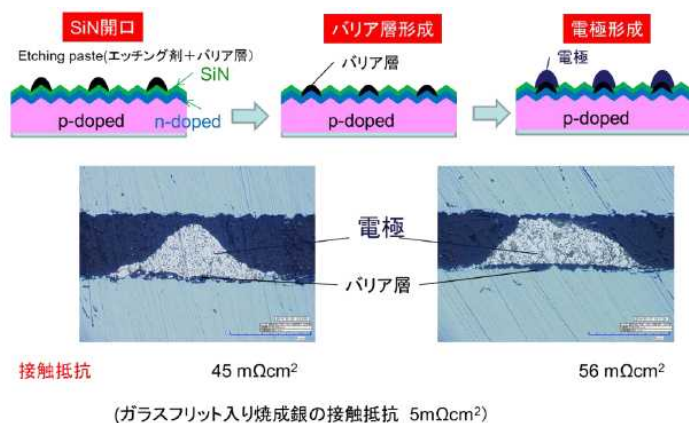 SiN開口
バリア層形成
電極形成
Etching paste(エッチング剤+バリア層)
SiN
バリア層
電極
p-doped
n-doped
p-doped
p-doped
電極
バリア層
接触抵抗
45 mΩcm²
56 mΩcm²
(ガラスフリット入り焼成銀の接触抵抗 5mΩcm²)